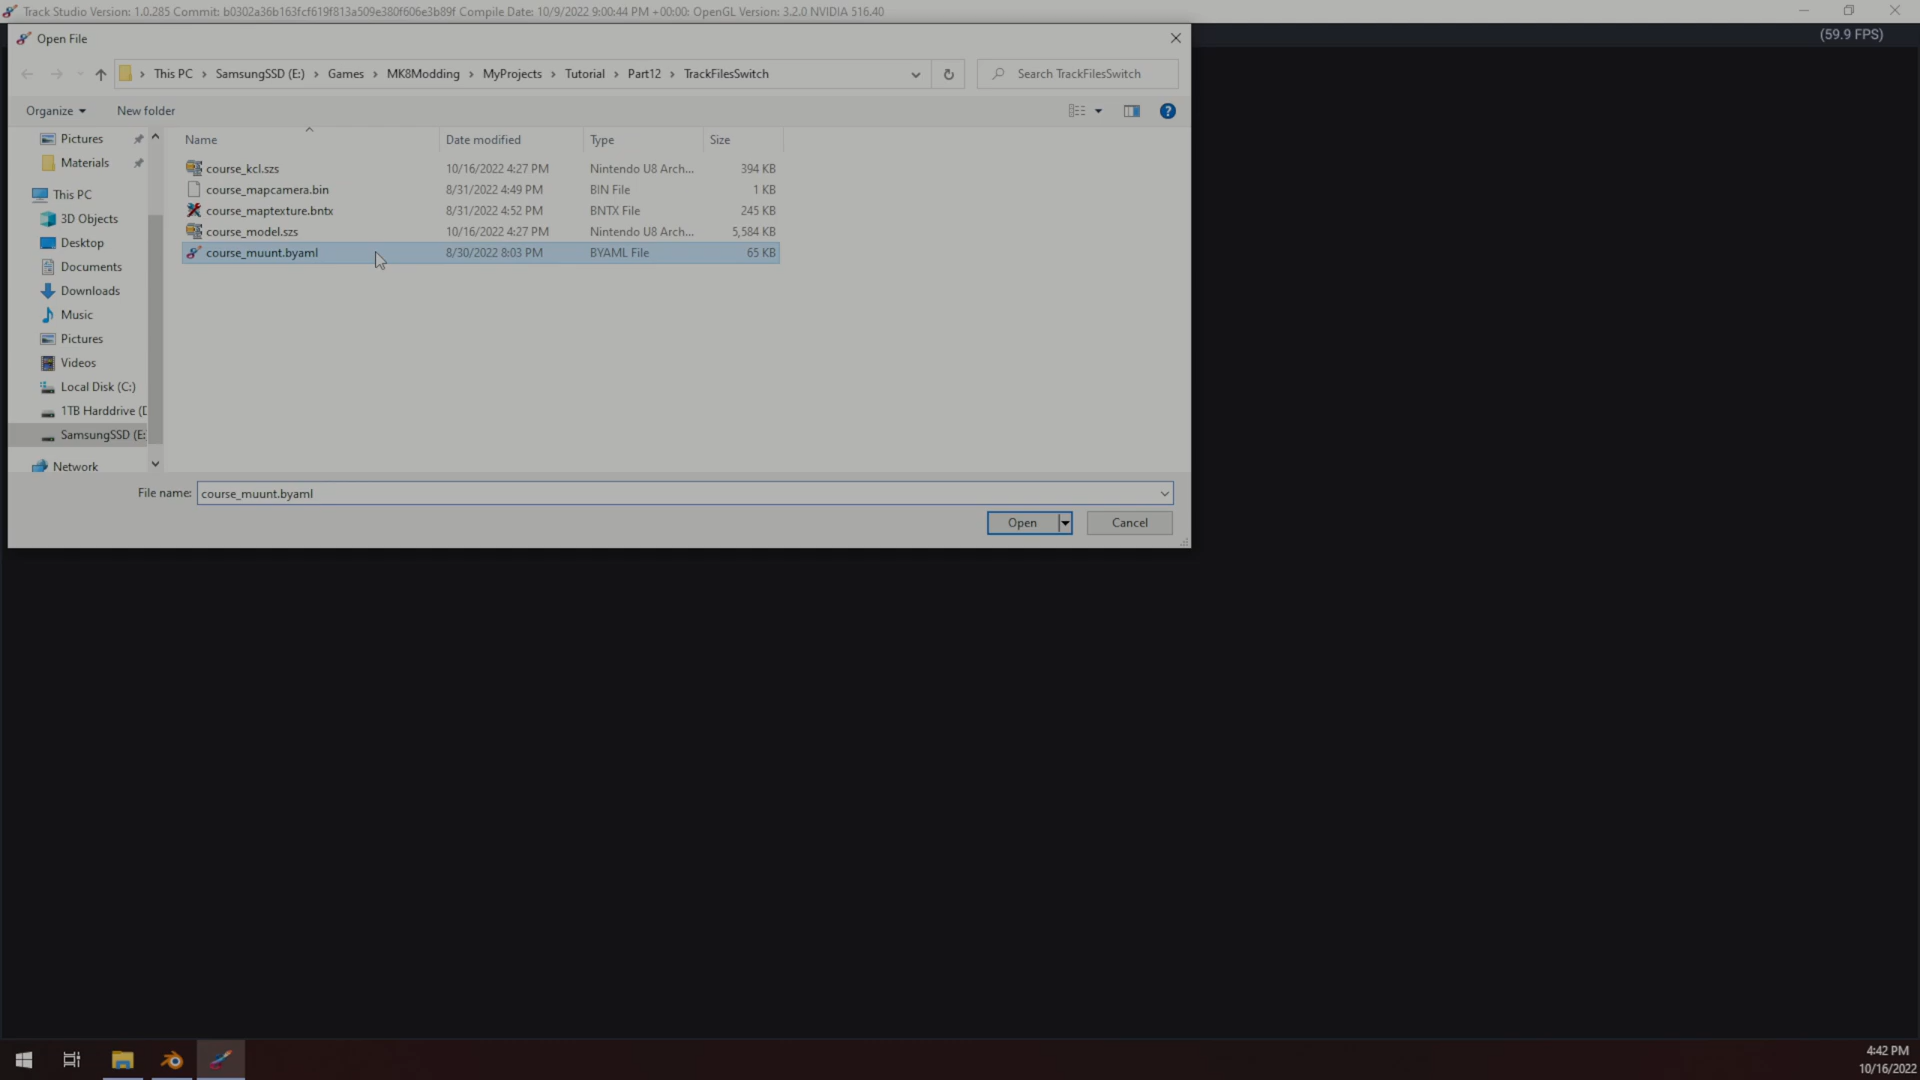 Track Studio Version: 1.0.285 Commit: b0302a36b163fcf619f813a509e380f606e3b89f Compile Date: 10/9/2022 9:00:44 PM +00:00: OpenGL Version: 3.2.0 NVIDIA 516.40
(59.9 FPS)
Open File
This PC > SamsungSSD (E:) > Games > MK8Modding > MyProjects > Tutorial > Part12 > TrackFilesSwitch
Search TrackFilesSwitch
Organize
New folder
Name Date modified Type Size
course_kcl.szs 10/16/2022 4:27 PM Nintendo U8 Arch... 394 KB
course_mapcamera.bin 8/31/2022 4:49 PM BIN File 1 KB
course_maptexture.bntx 8/31/2022 4:52 PM BNTX File 245 KB
course_model.szs 10/16/2022 4:27 PM Nintendo U8 Arch... 5,584 KB
course_muunt.byaml 8/30/2022 8:03 PM BYAML File 65 KB
Pictures
Materials
This PC
3D Objects
Desktop
Documents
Downloads
Music
Pictures
Videos
Local Disk (C:)
1TB Harddrive (D
SamsungSSD (E:
Network
File name: course_muunt.byaml
Open
Cancel
4:42 PM
10/16/2022